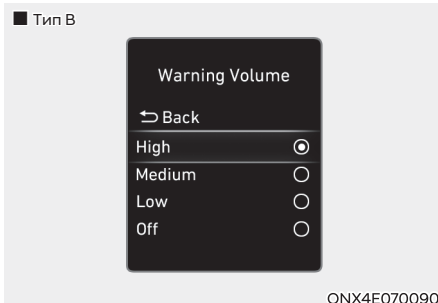 Тип B
Warning Volume
Back
High
Medium
Low
Off
ONX4E070090